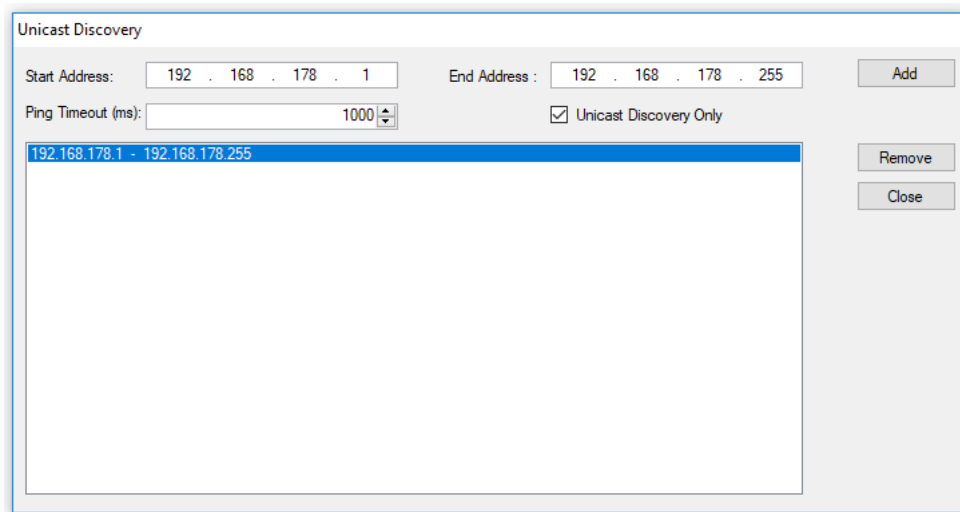 Unicast Discovery
Start Address: 192 . 168 . 178 . 1 End Address : 192 . 168 . 178 . 255 Add
Ping Timeout (ms): 1000 Unicast Discovery Only
192.168.178.1 - 192.168.178.255
Remove
Close